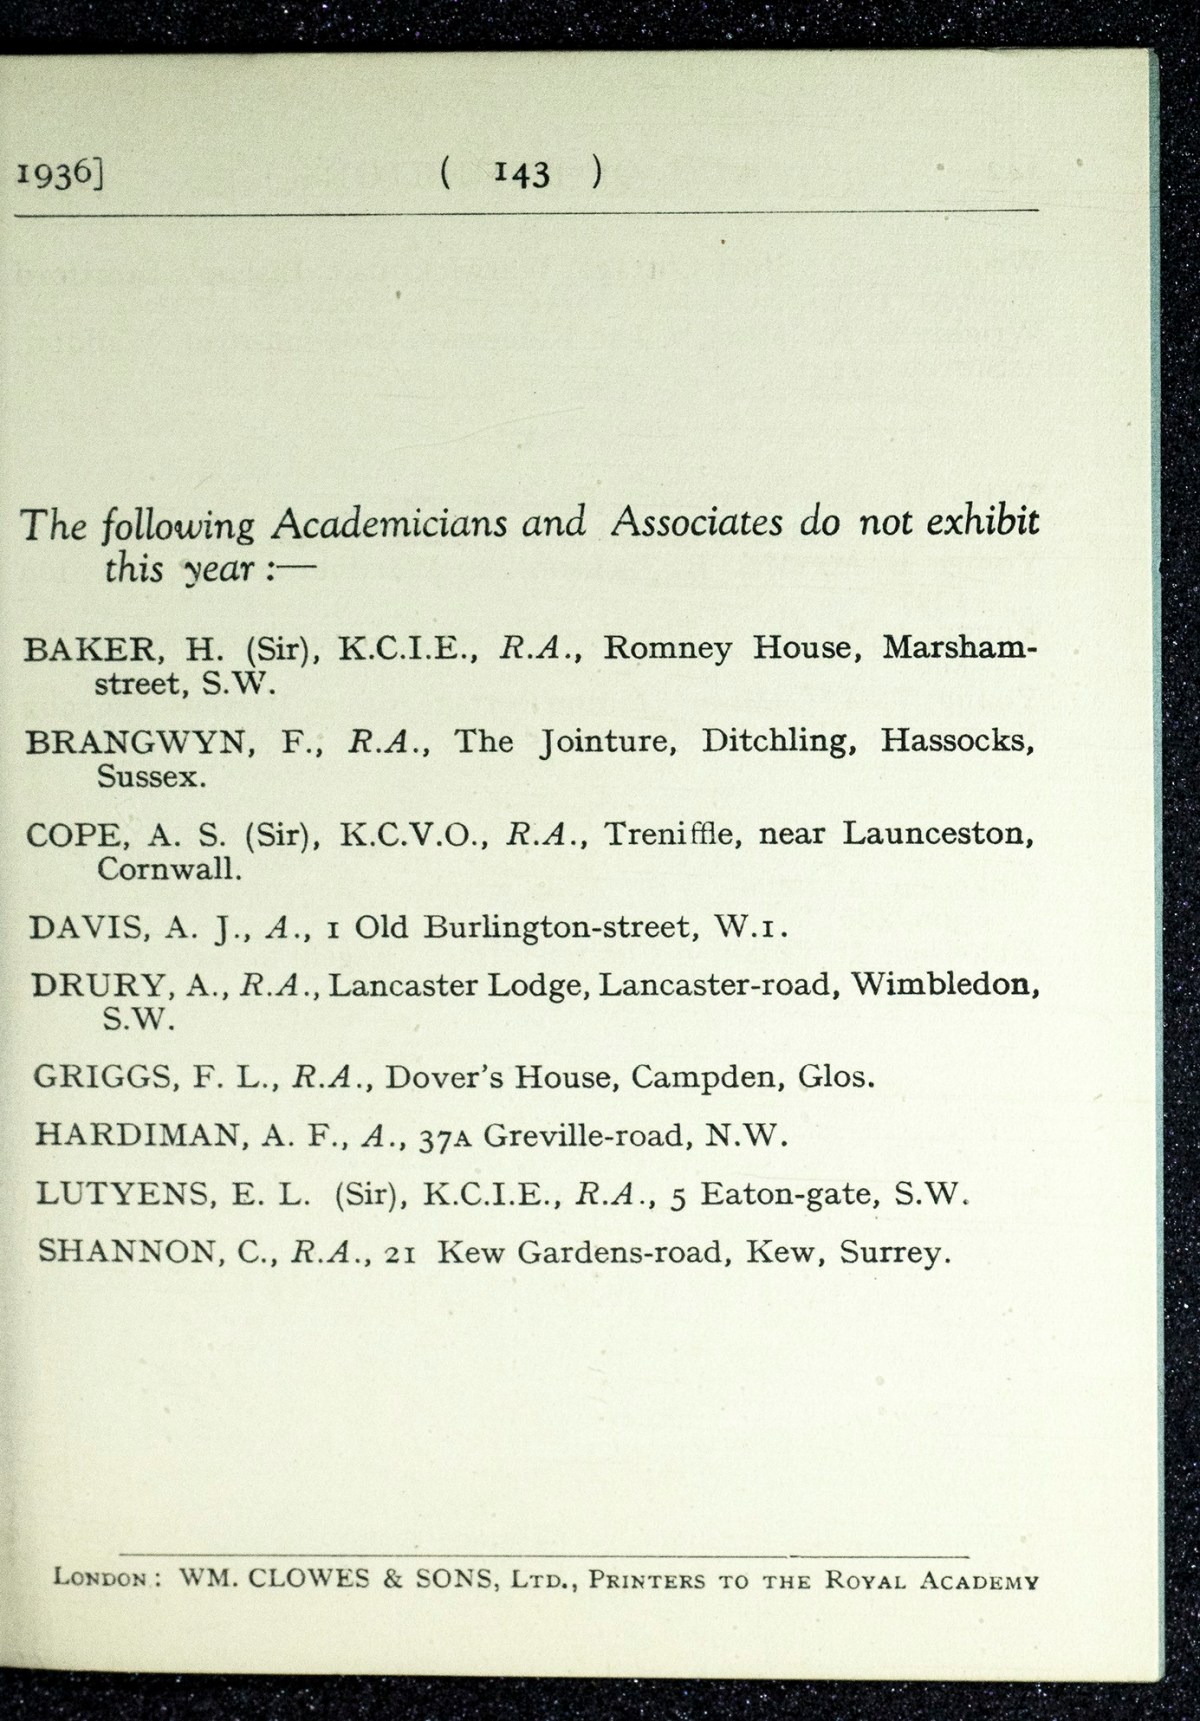 1936] ( 143 )
The following Academicians and Associates do not exhibit
this year :—
BAKER, H. (Sir), K.C.I.E., R.A., Romney House, Marsham-
street, S.W.
BRANGWYN, F., R.A., The Jointure, Ditchling, Hassocks,
Sussex.
COPE, A. S. (Sir), K.C.V.O., R.A., Treniffle, near Launceston,
Cornwall.
DAVIS, A. J., A., 1 Old Burlington-street, W.1.
DRURY, A., R.A., Lancaster Lodge, Lancaster-road, Wimbledon,
S.W.
GRIGGS, F. L., R.A., Dover's House, Campden, Glos.
HARDIMAN, A. F., A., 37A Greville-road, N.W.
LUTYENS, E. L. (Sir), K.C.I.E., R.A., 5 Eaton-gate, S.W.
SHANNON, C., R.A., 21 Kew Gardens-road, Kew, Surrey.
LONDON: WM. CLOWES & SONS, LTD., PRINTERS TO THE ROYAL ACADEMY